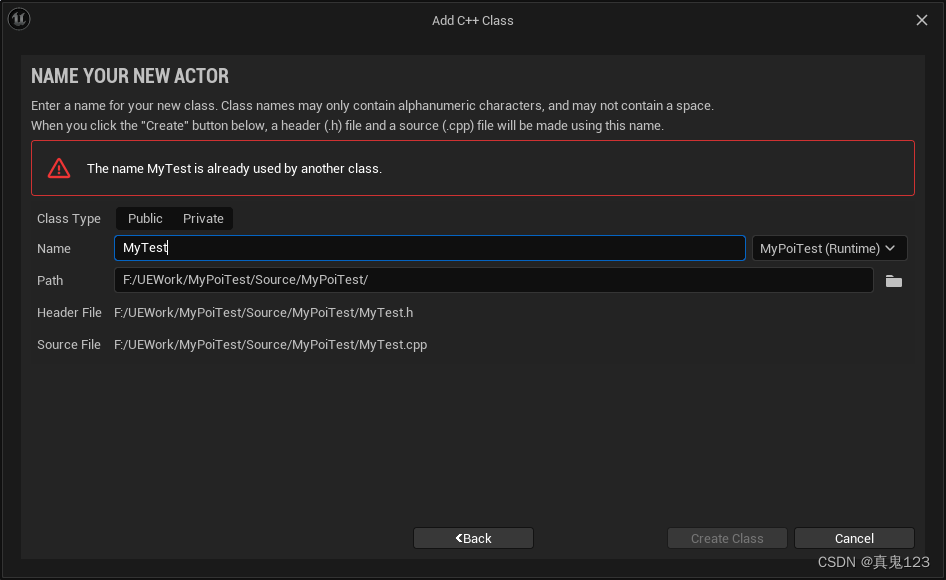 Add C++ Class
NAME YOUR NEW ACTOR
Enter a name for your new class. Class names may only contain alphanumeric characters, and may not contain a space.
When you click the "Create" button below, a header (.h) file and a source (.cpp) file will be made using this name.
The name MyTest is already used by another class.
Class Type Public Private
Name MyTest MyPoiTest (Runtime)
Path F:/UEWork/MyPoiTest/Source/MyPoiTest/
Header File F:/UEWork/MyPoiTest/Source/MyPoiTest/MyTest.h
Source File F:/UEWork/MyPoiTest/Source/MyPoiTest/MyTest.cpp
Back Create Class Cancel
CSDN @真鬼123